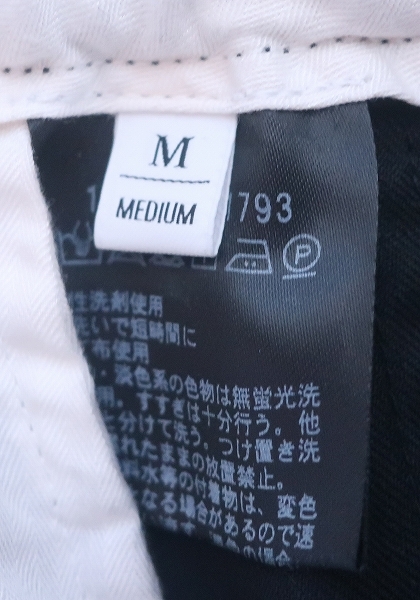 M
MEDIUM
1793
P
性洗剤使用
洗いで短時間に
布使用
・淡色系の色物は無蛍光洗
用。すすぎは十分行う。他
と分けて洗う。つけ置き洗
れたままの放置禁止。
水等の付着物は、変色
なる場合があるので速